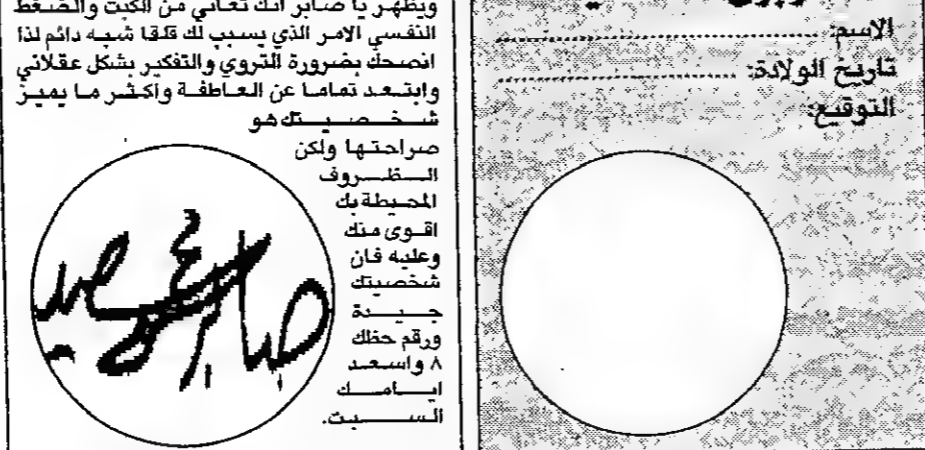 الاسم: ........................
تاريخ الولادة: ........................
التوقيع:
ويظهر يا صابر انك تعاني من الكبت والضغط
النفسي الامر الذي يسبب لك قلقا شبه دائم لذا
انصحك بضرورة التروي والتفكير بشكل عقلاني
وابتعد تماما عن العاطفة واكثر ما يميز
شخصيتك هو
صراحتها ولكن
الظروف
المحيطة بك
اقوى منك
وعليه فان
شخصيتك
جيدة
ورقم حظك
٨ واسعد
ايامك
السبت.
صابر